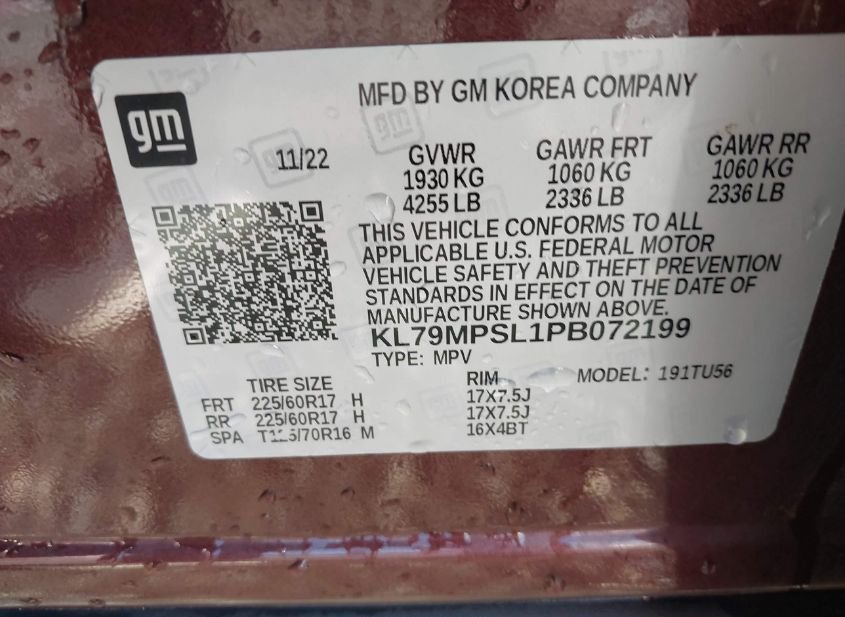 MFD BY GM KOREA COMPANY
gm
11/22
GVWR GAWR FRT GAWR RR
1930 KG 1060 KG 1060 KG
4255 LB 2336 LB 2336 LB
THIS VEHICLE CONFORMS TO ALL
APPLICABLE U.S. FEDERAL MOTOR
VEHICLE SAFETY AND THEFT PREVENTION
STANDARDS IN EFFECT ON THE DATE OF
MANUFACTURE SHOWN ABOVE.
KL79MPSL1PB072199
TYPE: MPV
TIRE SIZE RIM MODEL: 191TU56
FRT 225/60R17 H 17X7.5J
RR 225/60R17 H 17X7.5J
SPA M 16X4BT